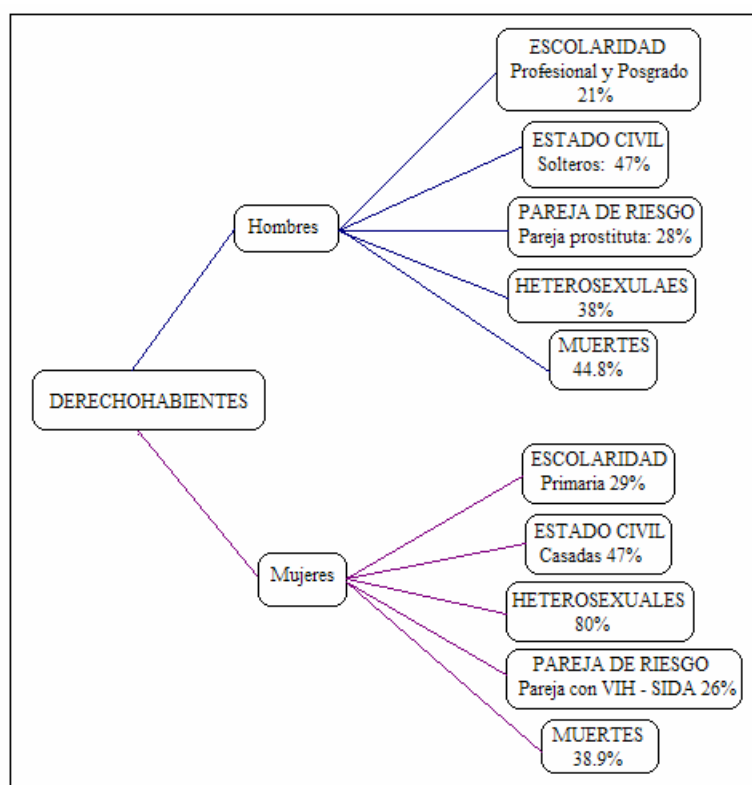 ESCOLARIDAD
Profesional y Posgrado
21%
ESTADO CIVIL
Solteros: 47%
PAREJA DE RIESGO
Pareja prostituta: 28%
HETEROSEXULAES
38%
MUERTES
44.8%
Hombres
DERECHOHABIENTES
Mujeres
ESCOLARIDAD
Primaria 29%
ESTADO CIVIL
Casadas 47%
HETEROSEXUALES
80%
PAREJA DE RIESGO
Pareja con VIH - SIDA 26%
MUERTES
38.9%